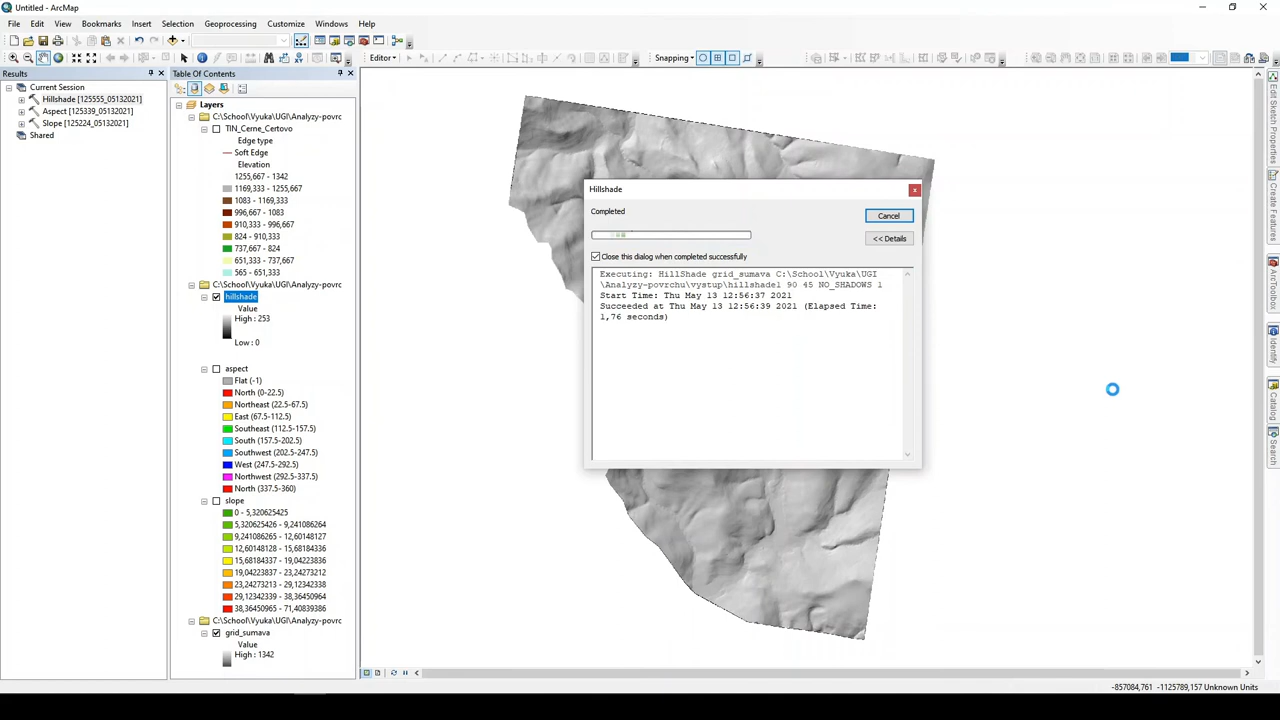 Untitled - ArcMap
File Edit View Bookmarks Insert Selection Geoprocessing Customize Windows Help
Editor
Snapping
Results
Current Session
Hillshade [125555_05132021]
Aspect [125339_05132021]
Slope [125224_05132021]
Shared
Table Of Contents
Layers
C:\School\Vyuka\UGI\Analyzy-povrc
TIN_Cerne_Certovo
Edge type
Soft Edge
Elevation
1255,667 - 1342
1169,333 - 1255,667
1083 - 1169,333
996,667 - 1083
910,333 - 996,667
824 - 910,333
737,667 - 824
651,333 - 737,667
565 - 651,333
C:\School\Vyuka\UGI\Analyzy-povrc
hillshade
Value
High : 253
Low : 0
aspect
Flat (-1)
North (0-22.5)
Northeast (22.5-67.5)
East (67.5-112.5)
Southeast (112.5-157.5)
South (157.5-202.5)
Southwest (202.5-247.5)
West (247.5-292.5)
Northwest (292.5-337.5)
North (337.5-360)
slope
0 - 5,320625425
5,320625426 - 9,241086264
9,241086265 - 12,60148127
12,60148128 - 15,68184336
15,68184337 - 19,04223836
19,04223837 - 23,24273212
23,24273213 - 29,12342338
29,12342339 - 38,36450964
38,36450965 - 71,40839386
C:\School\Vyuka\UGI\Analyzy-povrc
grid_sumava
Value
High : 1342
Hillshade
Completed
Cancel
<< Details
Close this dialog when completed successfully
Executing: HillShade grid_sumava C:\School\Vyuka\UGI
\Analyzy-povrchu\vystup\hillshade1 90 45 NO_SHADOWS 1
Start Time: Thu May 13 12:56:37 2021
Succeeded at Thu May 13 12:56:39 2021 (Elapsed Time:
1,76 seconds)
Edit Sketch Properties
Create Features
ArcToolbox
Identify
Catalog
Search
-857084,761 -1125789,157 Unknown Units